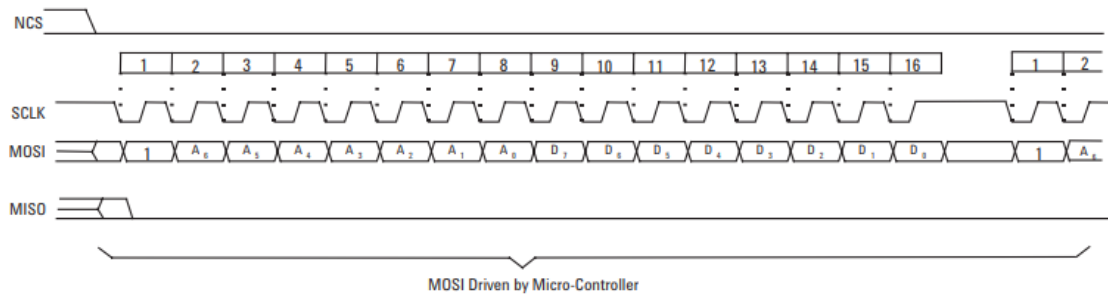 NCS
1 2 3 4 5 6 7 8 9 10 11 12 13 14 15 16 1 2
SCLK
MOSI 1 A₆ A₅ A₄ A₃ A₂ A₁ A₀ D₇ D₆ D₅ D₄ D₃ D₂ D₁ D₀ 1 A₆
MISO
MOSI Driven by Micro-Controller